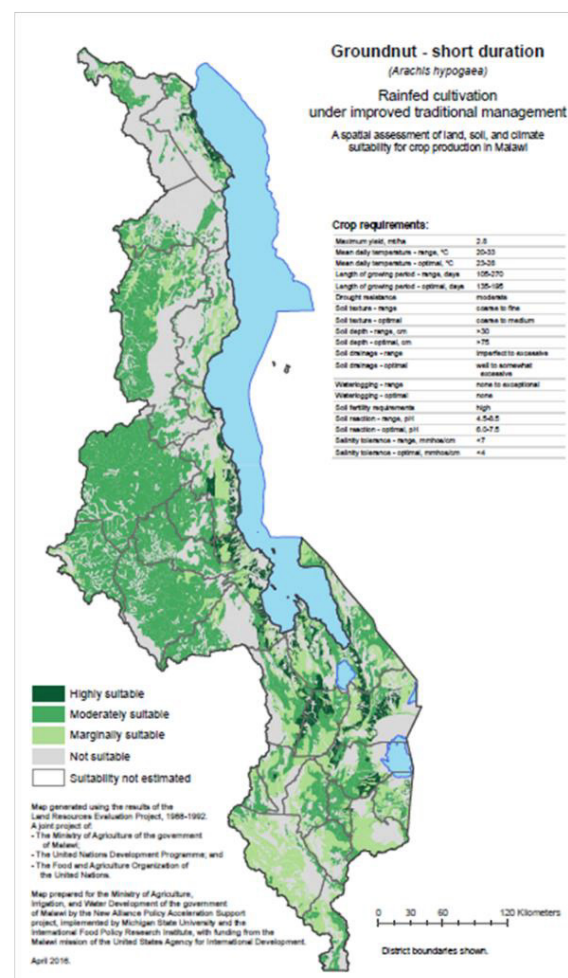 Groundnut - short duration
(Arachis hypogaea)
Rainfed cultivation
under improved traditional management
A spatial assessment of land, soil, and climate
suitability for crop production in Malawi
Crop requirements:
Maximum yield, mt/ha 2.5
Mean daily temperature - range, °C 20-33
Mean daily temperature - optimal, °C
Length of growing period - range, days 105-270
Length of growing period - optimal, days 135-195
Drought resistance moderate
Soil texture - range coarse to fine
Soil texture - optimal coarse to medium
Soil depth - range, cm >30
Soil depth - optimal, cm >75
Soil drainage - range imperfect to excessive
Soil drainage - optimal well to somewhat
excessive
Waterlogging - range none to exceptional
Waterlogging - optimal none
Soil fertility requirements high
Soil reaction - range, pH 4.5-8.5
Soil reaction - optimal, pH 6.0-7.5
Salinity tolerance - range, mmhos/cm <7
Salinity tolerance - optimal, mmhos/cm <4
Highly suitable
Moderately suitable
Marginally suitable
Not suitable
Suitability not estimated
Map generated using the results of the
Land Resources Evaluation Project, 1988-1992.
A joint project of:
- The Ministry of Agriculture of the government
of Malawi;
- The United Nations Development Programme; and
- The Food and Agriculture Organization of
the United Nations.
Map prepared for the Ministry of Agriculture,
Irrigation, and Water Development of the government
of Malawi by the New Alliance Policy Acceleration Support
project, implemented by Michigan State University and the
International Food Policy Research Institute, with funding from the
Malawi mission of the United States Agency for International Development.
April 2016.
0 30 60 120 Kilometers
District boundaries shown.